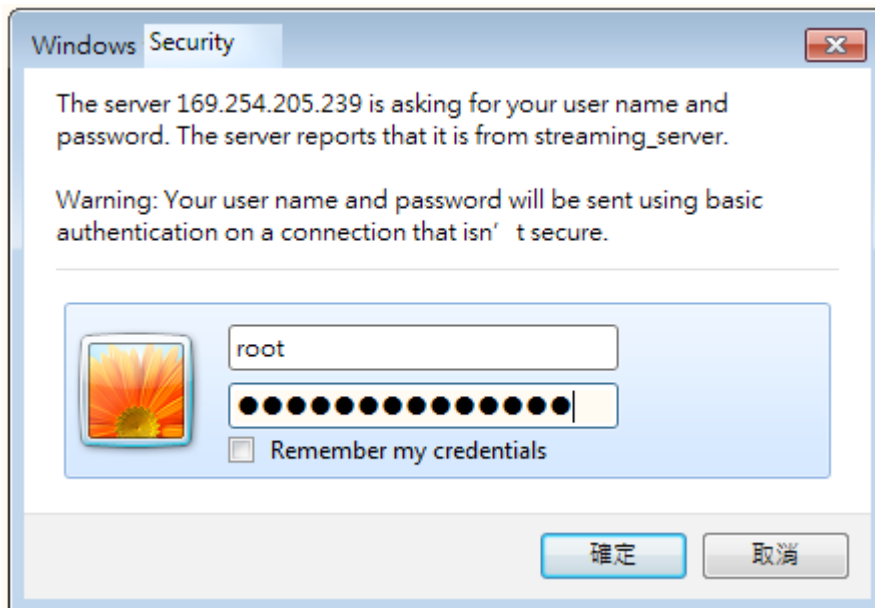 Windows Security
The server 169.254.205.239 is asking for your user name and
password. The server reports that it is from streaming_server.
Warning: Your user name and password will be sent using basic
authentication on a connection that isn’ t secure.
root
●●●●●●●●●●●●●●
Remember my credentials
確定
取消